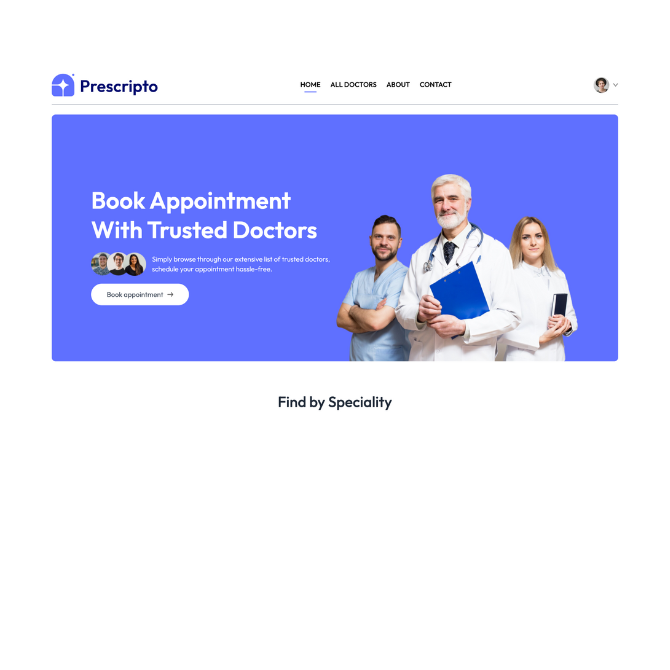 Prescripto
HOME ALL DOCTORS ABOUT CONTACT
Book Appointment
With Trusted Doctors
Simply browse through our extensive list of trusted doctors,
schedule your appointment hassle-free.
Book appointment →
Find by Speciality